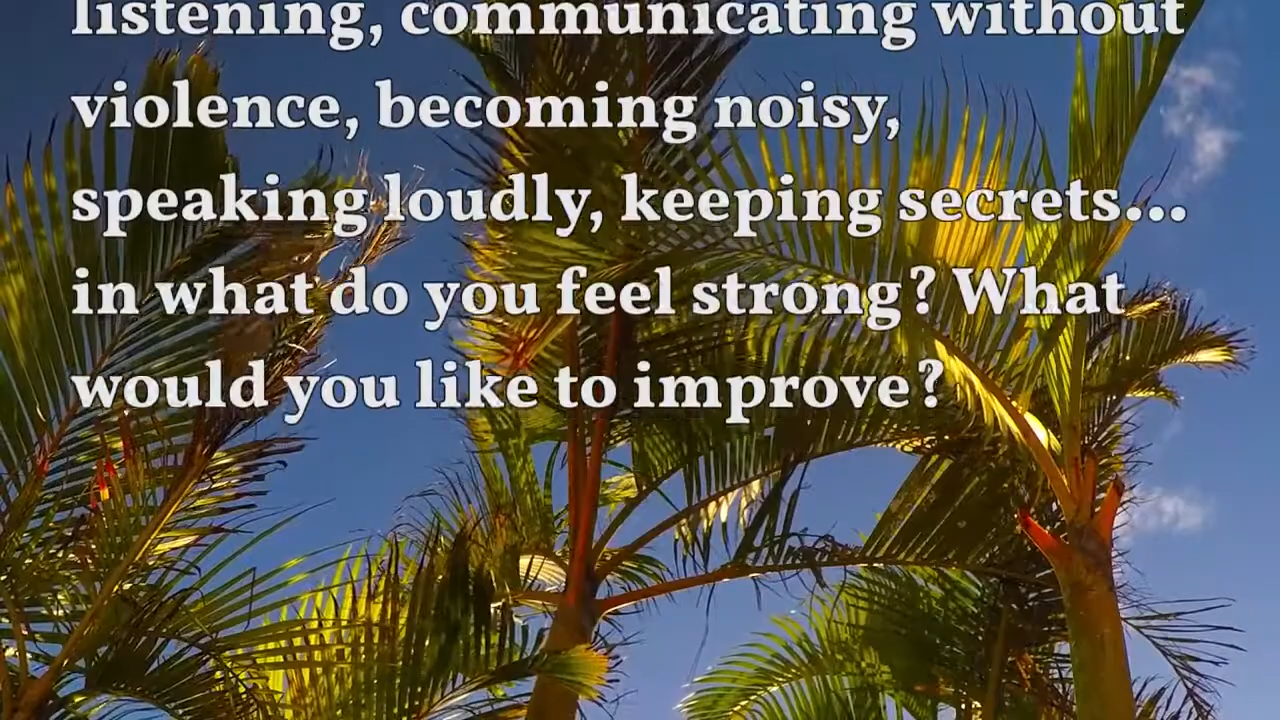 listening, communicating without
violence, becoming noisy,
speaking loudly, keeping secrets...
in what do you feel strong? What
would you like to improve?